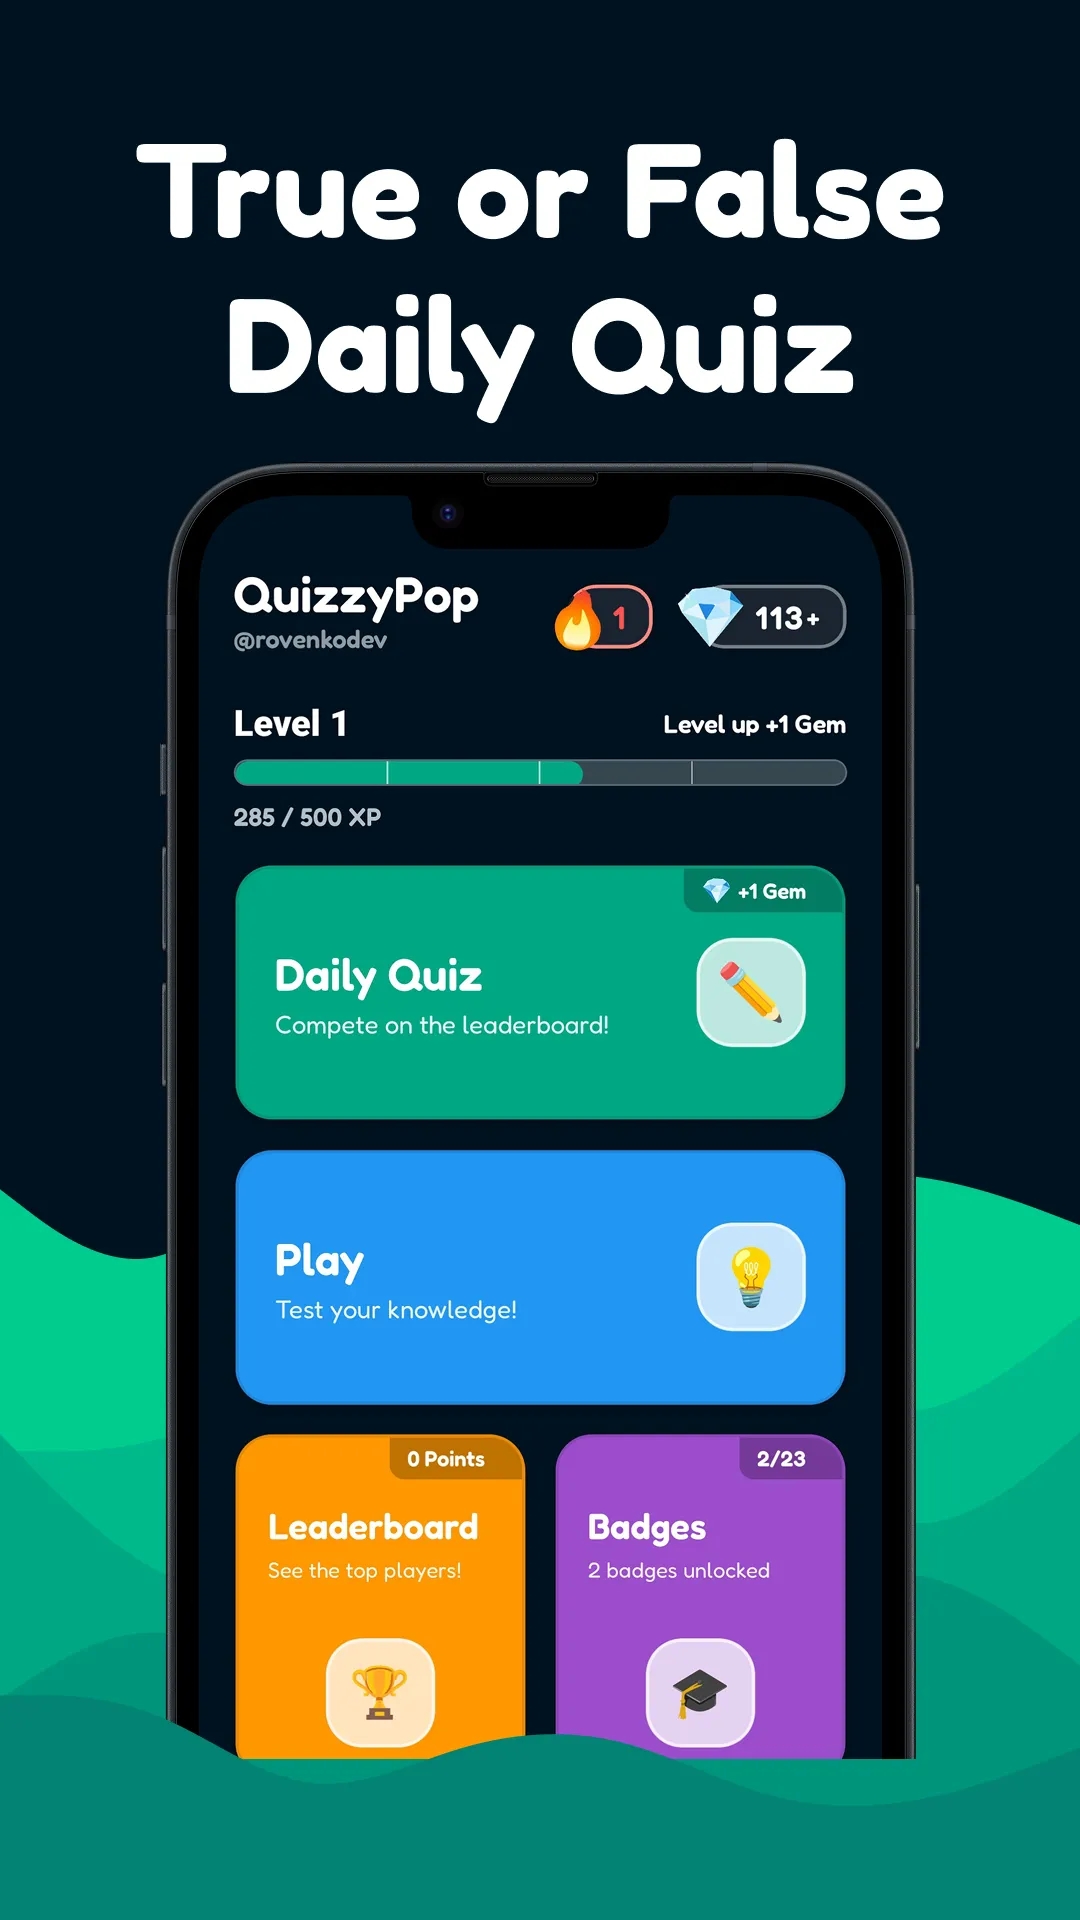 True or False
Daily Quiz
QuizzyPop
@rovenkodev
1
113+
Level 1
Level up +1 Gem
285 / 500 XP
+1 Gem
Daily Quiz
Compete on the leaderboard!
Play
Test your knowledge!
0 Points
Leaderboard
See the top players!
2/23
Badges
2 badges unlocked